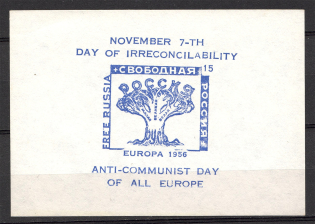 NOVEMBER 7-TH
DAY OF IRRECONCILABILITY
СВОБОДНАЯ
15
FREE RUSSIA
РОССИЯ
РОССИЯ
EUROPA 1956
ANTI-COMMUNIST DAY
OF ALL EUROPE